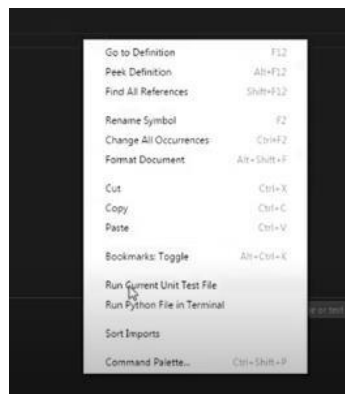 Go to Definition F12
Peek Definition Alt+F12
Find All References Shift+F12
Rename Symbol F2
Change All Occurrences Ctrl+F2
Format Document Alt+Shift+F
Cut Ctrl+X
Copy Ctrl+C
Paste Ctrl+V
Bookmarks: Toggle Alt+Ctrl+K
Run Current Unit Test File
Run Python File in Terminal
Sort Imports
Command Palette... Ctrl+Shift+P